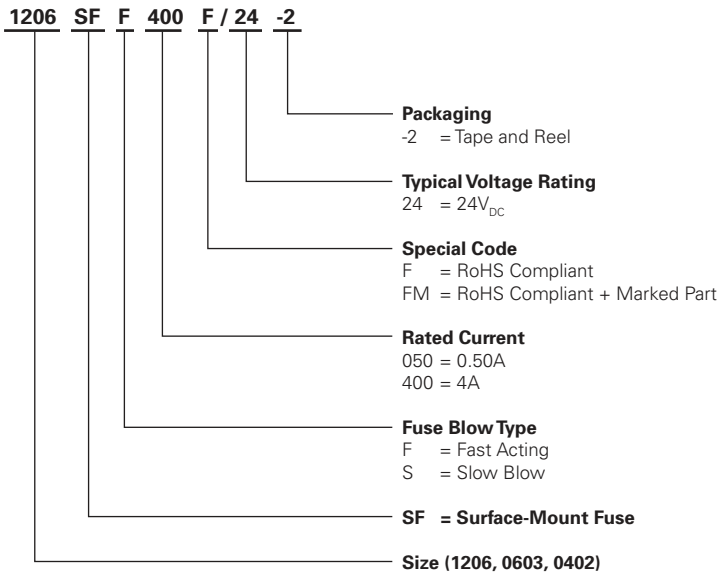 1206 SF F 400 F / 24 -2
Packaging
-2 = Tape and Reel
Typical Voltage Rating
24 = 24VDC
Special Code
F = RoHS Compliant
FM = RoHS Compliant + Marked Part
Rated Current
050 = 0.50A
400 = 4A
Fuse Blow Type
F = Fast Acting
S = Slow Blow
SF = Surface-Mount Fuse
Size (1206, 0603, 0402)